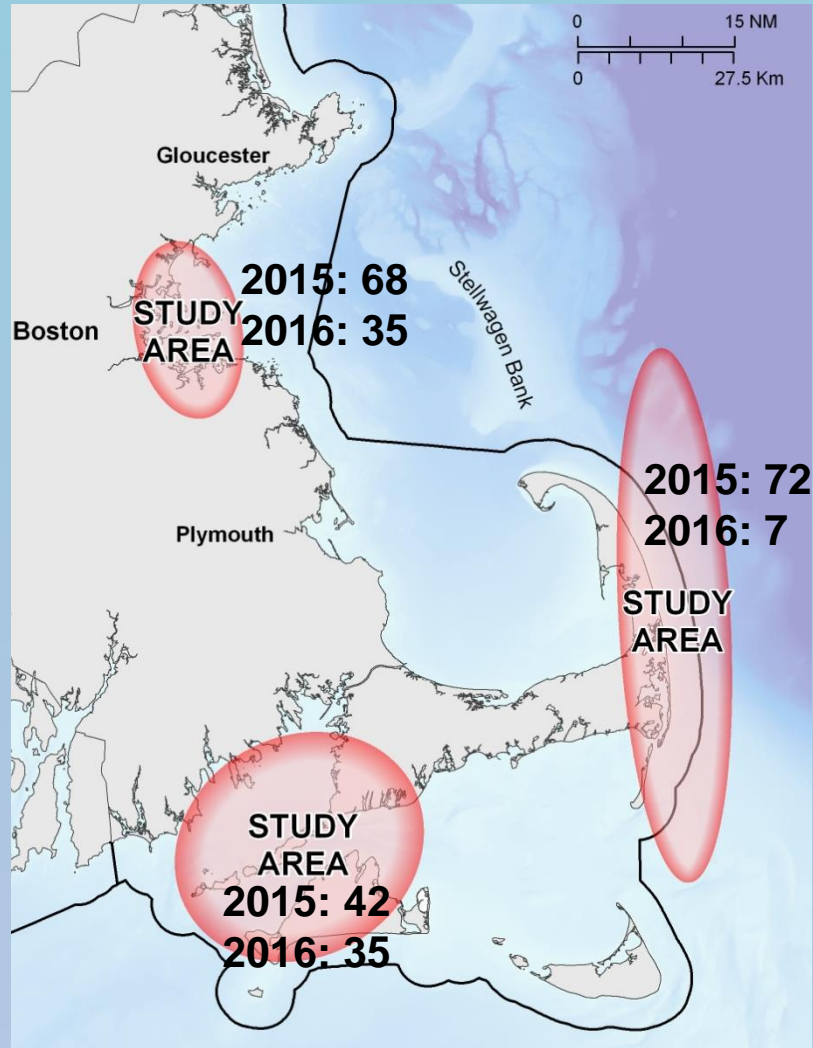 0 15 NM
0 27.5 Km
Gloucester
2015: 68
2016: 35
STUDY
AREA
Boston
Stellwagen Bank
2015: 72
2016: 7
Plymouth
STUDY
AREA
STUDY
AREA
2015: 42
2016: 35